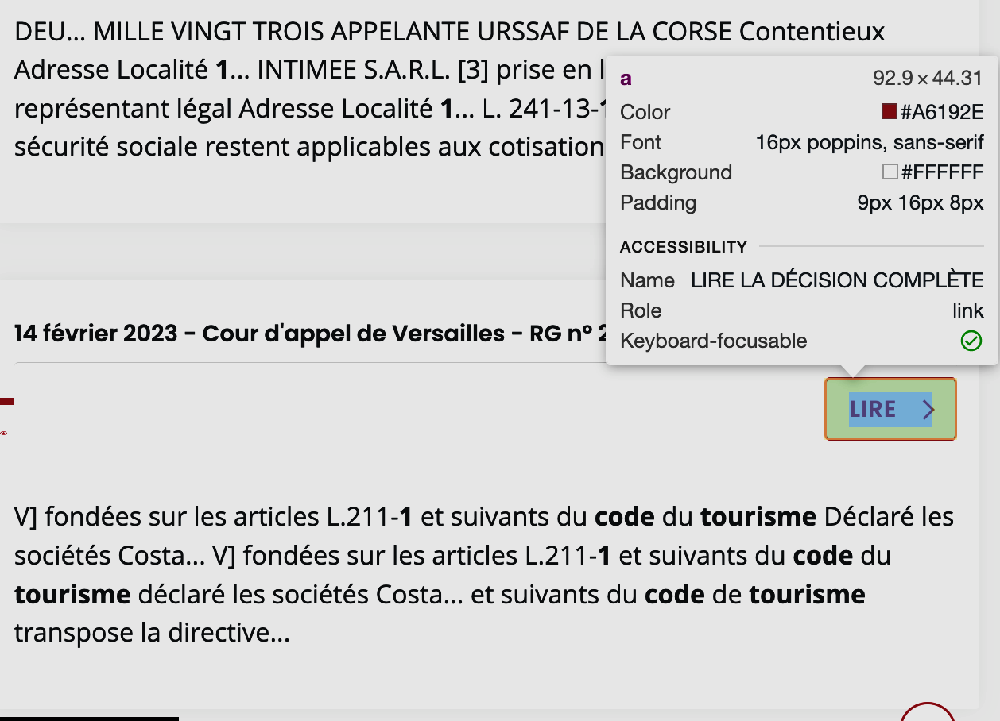 DEU... MILLE VINGT TROIS APPELANTE URSSAF DE LA CORSE Contentieux
Adresse Localité 1... INTIMEE S.A.R.L. [3] prise en
représentant légal Adresse Localité 1... L. 241-13-
sécurité sociale restent applicables aux cotisation
a 92.9 × 44.31
Color #A6192E
Font 16px poppins, sans-serif
Background #FFFFFF
Padding 9px 16px 8px
ACCESSIBILITY
Name LIRE LA DÉCISION COMPLÈTE
Role link
Keyboard-focusable
14 février 2023 – Cour d'appel de Versailles – RG n° 2
LIRE
V] fondées sur les articles L.211-1 et suivants du code du tourisme Déclaré les
sociétés Costa... V] fondées sur les articles L.211-1 et suivants du code du
tourisme déclaré les sociétés Costa... et suivants du code de tourisme
transpose la directive...